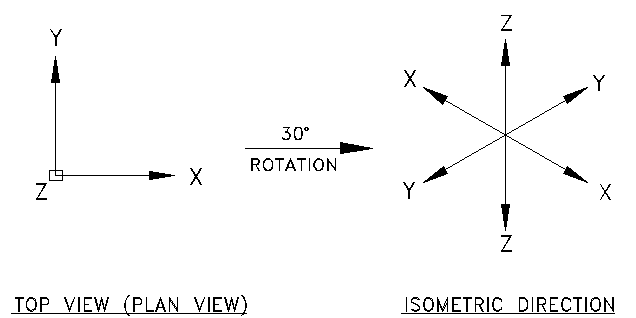 Y
Z
X
TOP VIEW (PLAN VIEW)
30°
ROTATION
Z
X
Y
Y
X
Z
ISOMETRIC DIRECTION